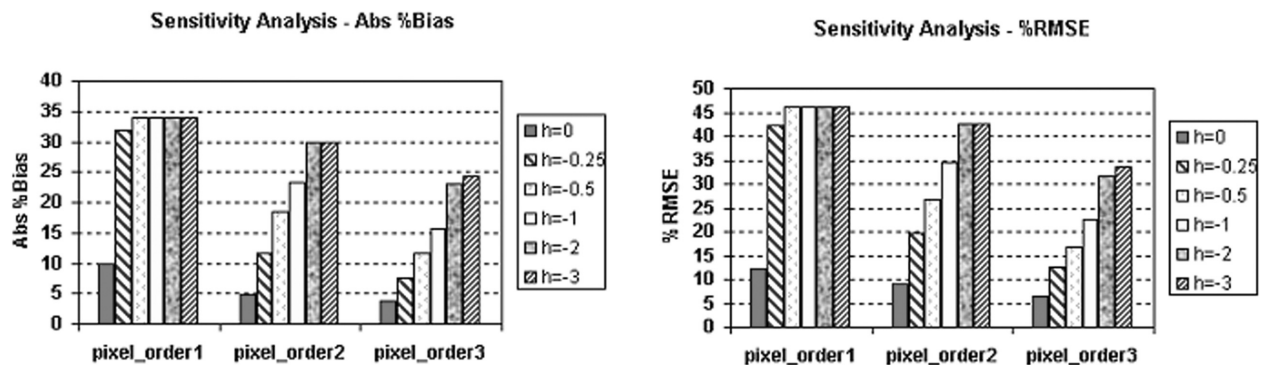 Sensitivity Analysis - Abs %Bias
Abs %Bias
40
35
30
25
20
15
10
5
0
pixel_order1 pixel_order2 pixel_order3
h=0
h=-0.25
h=-0.5
h=-1
h=-2
h=-3
Sensitivity Analysis - %RMSE
% RMSE
50
45
40
35
30
25
20
15
10
5
0
pixel_order1 pixel_order2 pixel_order3
h=0
h=-0.25
h=-0.5
h=-1
h=-2
h=-3